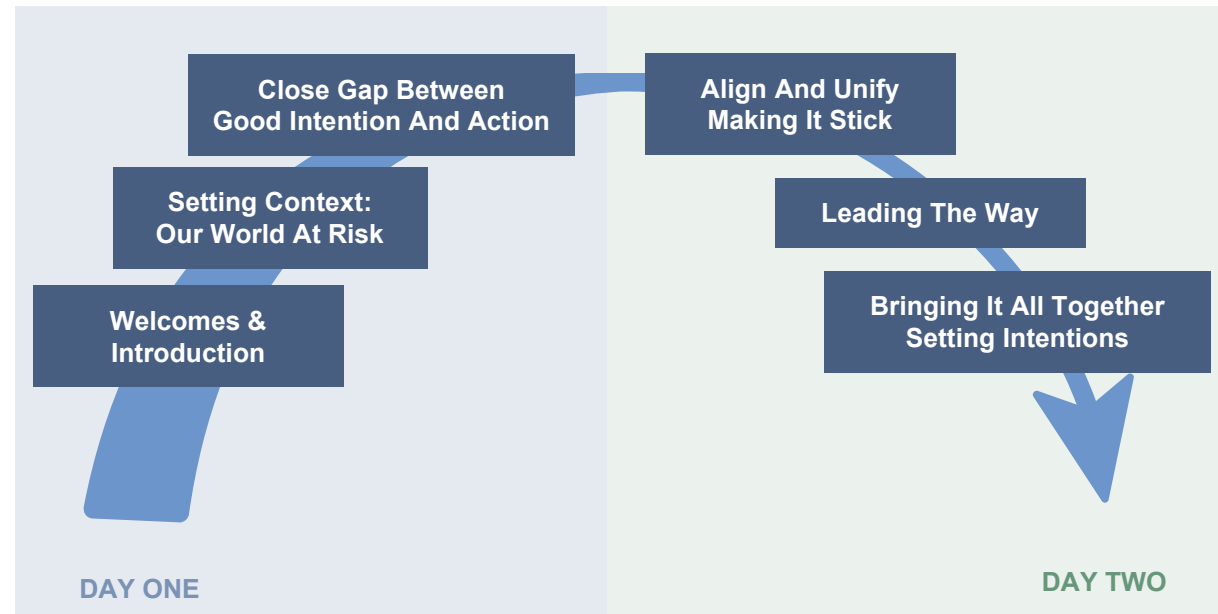 Welcomes &
Introduction
Setting Context:
Our World At Risk
Close Gap Between
Good Intention And Action
Align And Unify
Making It Stick
Leading The Way
Bringing It All Together
Setting Intentions
DAY ONE
DAY TWO